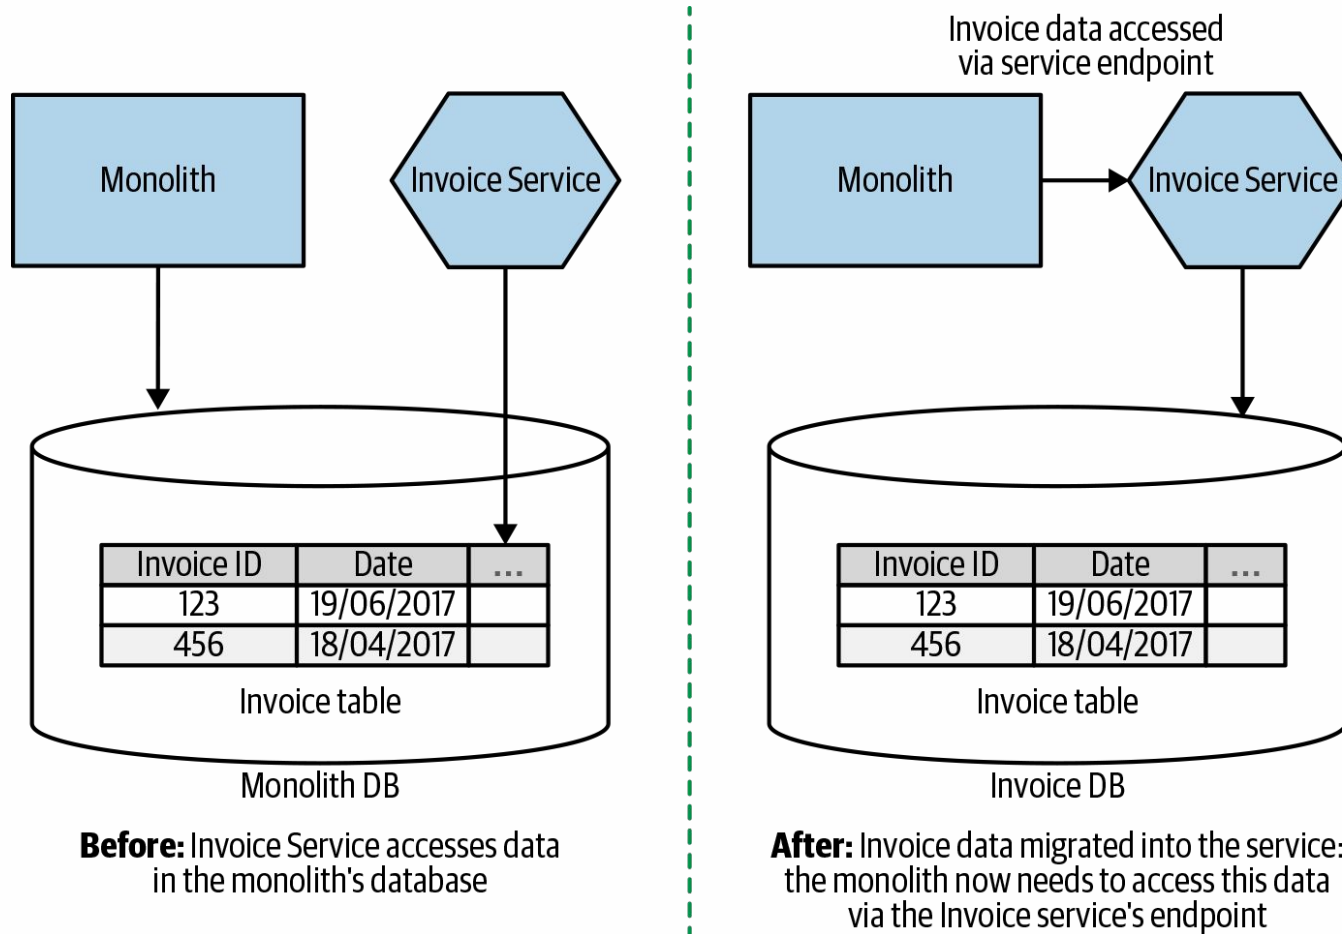 Monolith
Invoice Service
Invoice ID Date ...
123 19/06/2017
456 18/04/2017
Invoice table
Monolith DB
Before: Invoice Service accesses data
in the monolith's database
Invoice data accessed
via service endpoint
Monolith
Invoice Service
Invoice ID Date ...
123 19/06/2017
456 18/04/2017
Invoice table
Invoice DB
After: Invoice data migrated into the service:
the monolith now needs to access this data
via the Invoice service's endpoint